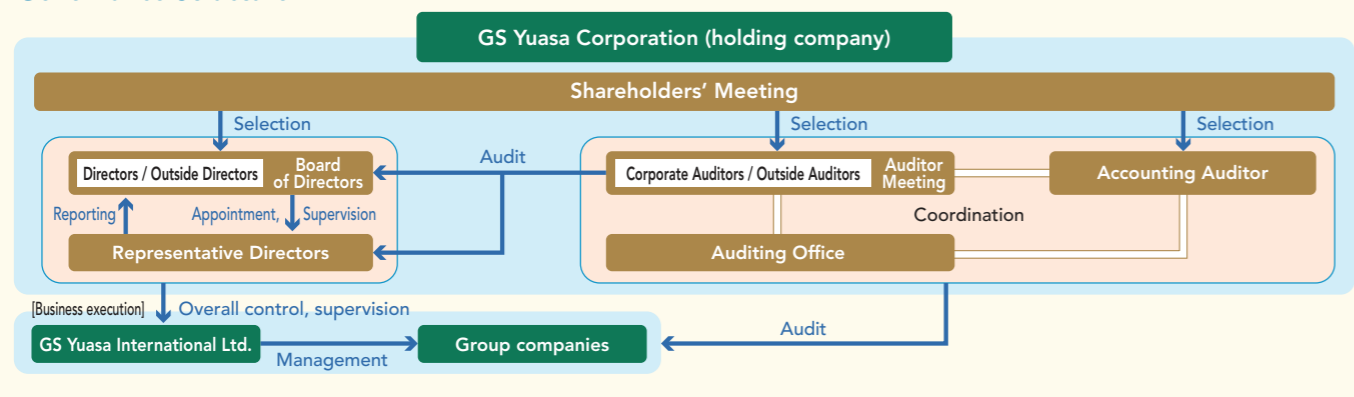 GS Yuasa Corporation (holding company)
Shareholders' Meeting
Selection
Selection
Selection
Directors / Outside Directors
Board
of Directors
Audit
Corporate Auditors / Outside Auditors
Auditor
Meeting
Accounting Auditor
Reporting
Appointment,
Supervision
Coordination
Representative Directors
Auditing Office
[Business execution]
Overall control, supervision
GS Yuasa International Ltd.
Management
Group companies
Audit